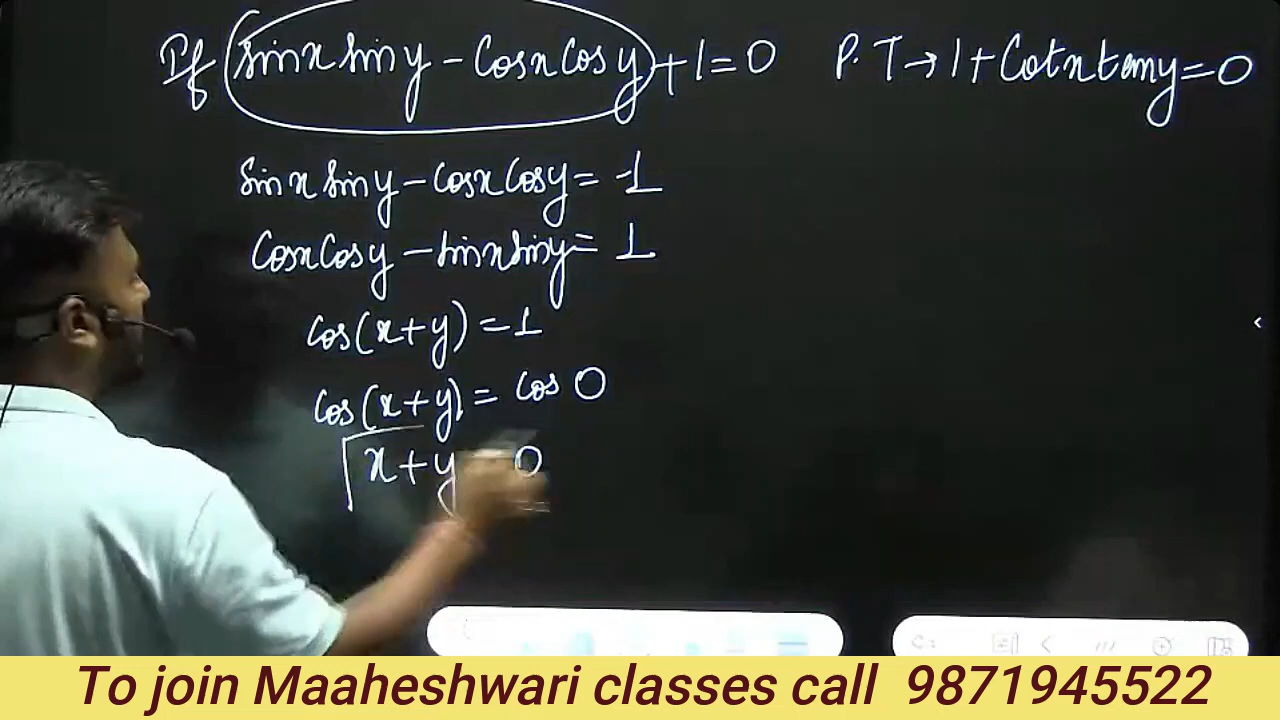 If sinx siny - cosx cosy + 1 = 0 P.T → 1 + Cotx tany = 0
sinx siny - cosx cosy = -1
cosx cosy - sinx siny = 1
cos(x+y) = 1
cos(x+y) = cos 0
x+y 0
To join Maaheshwari classes call 9871945522